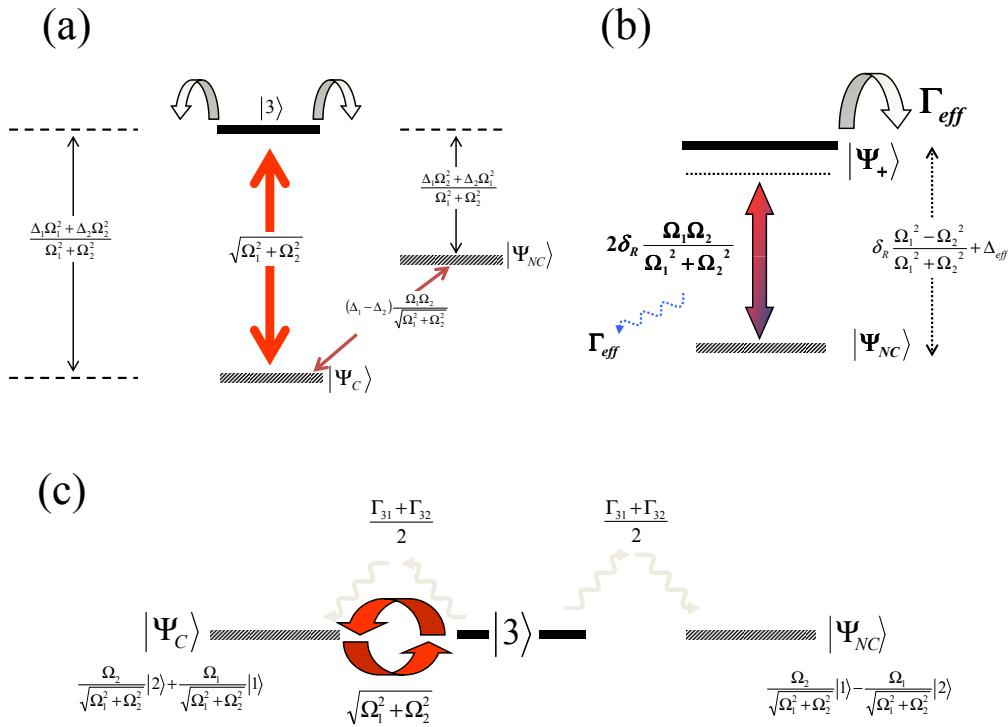 (a)
|3⟩
(Δ₁Ω₁² + Δ₂Ω₂²)/(Ω₁² + Ω₂²)
√(Ω₁² + Ω₂²)
(Δ₁Ω₂² + Δ₂Ω₁²)/(Ω₁² + Ω₂²)
|Ψ_NC⟩
(Δ₁ − Δ₂) Ω₁Ω₂/√(Ω₁² + Ω₂²)
|Ψ_C⟩
(b)
Γ_eff
|Ψ₊⟩
2δ_R Ω₁Ω₂/(Ω₁² + Ω₂²)
δ_R (Ω₁² − Ω₂²)/(Ω₁² + Ω₂²) + Δ_eff
Γ_eff
|Ψ_NC⟩
(c)
(Γ₃₁ + Γ₃₂)/2
(Γ₃₁ + Γ₃₂)/2
|Ψ_C⟩
|3⟩
|Ψ_NC⟩
Ω₂/√(Ω₁² + Ω₂²) |2⟩ + Ω₁/√(Ω₁² + Ω₂²) |1⟩
√(Ω₁² + Ω₂²)
Ω₂/√(Ω₁² + Ω₂²) |1⟩ − Ω₁/√(Ω₁² + Ω₂²) |2⟩